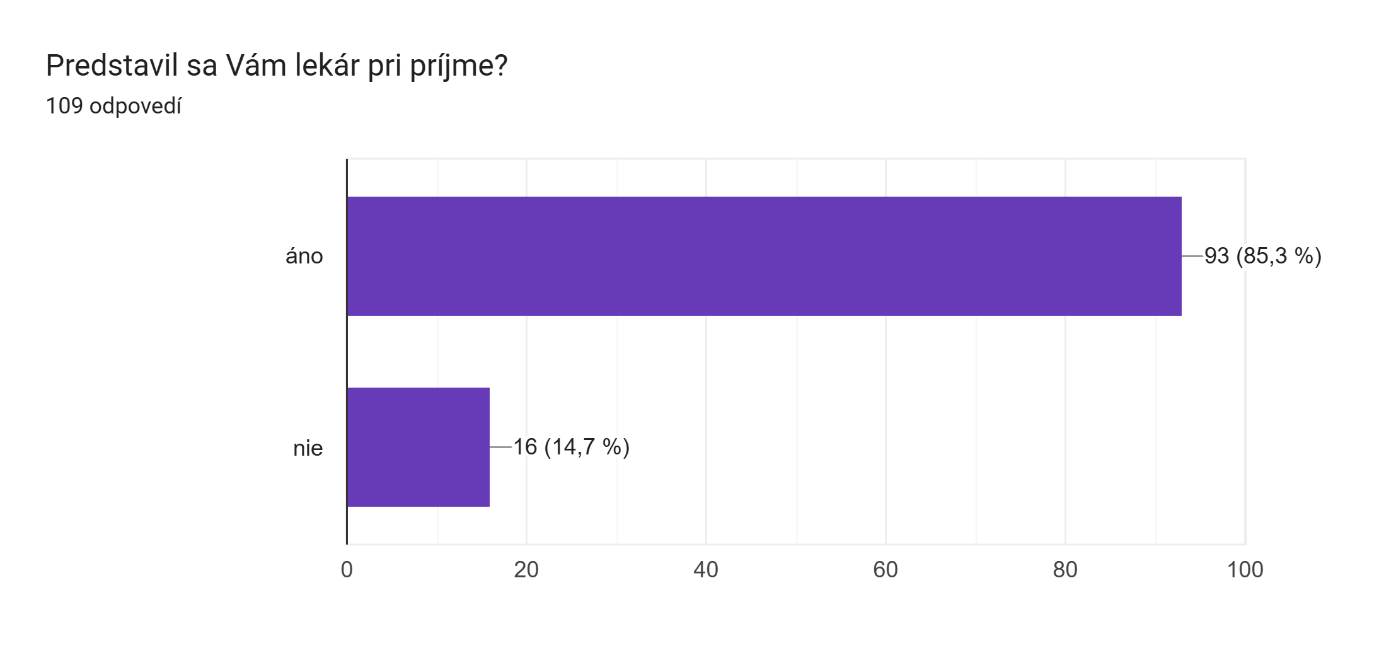 Predstavil sa Vám lekár pri príjme?
109 odpovedí
áno
93 (85,3 %)
nie
16 (14,7 %)
0 20 40 60 80 100